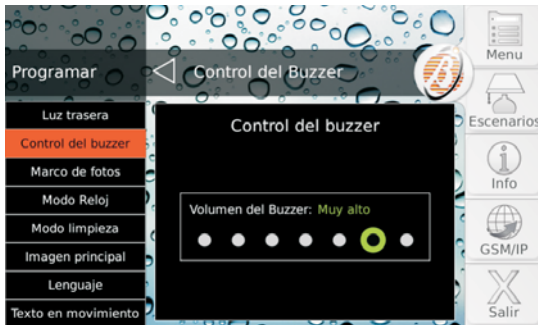 Programar
Control del Buzzer
B
Luz trasera
Control del buzzer
Marco de fotos
Modo Reloj
Modo limpieza
Imagen principal
Lenguaje
Texto en movimiento
Control del buzzer
Volumen del Buzzer: Muy alto
Menu
Escenarios
Info
GSM/IP
Salir